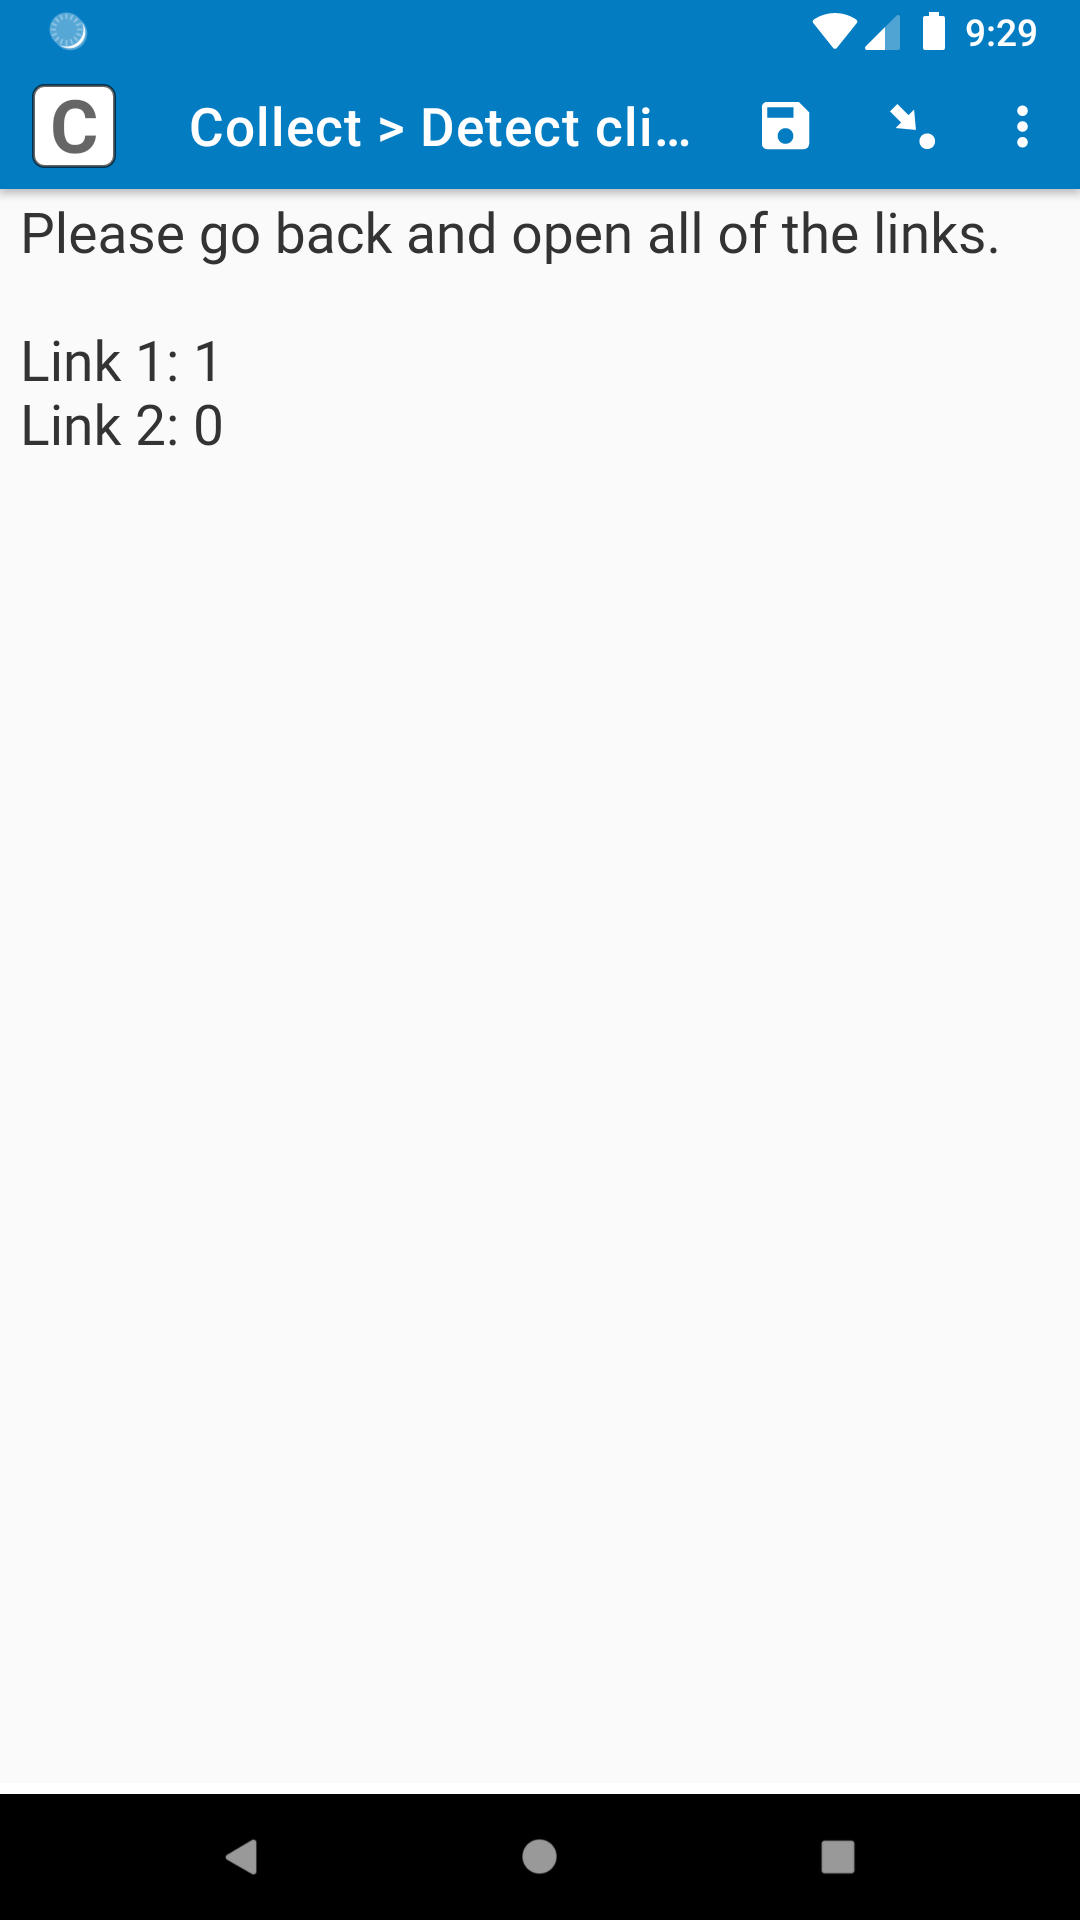 9:29
C
Collect > Detect cli...
Please go back and open all of the links.
Link 1: 1
Link 2: 0